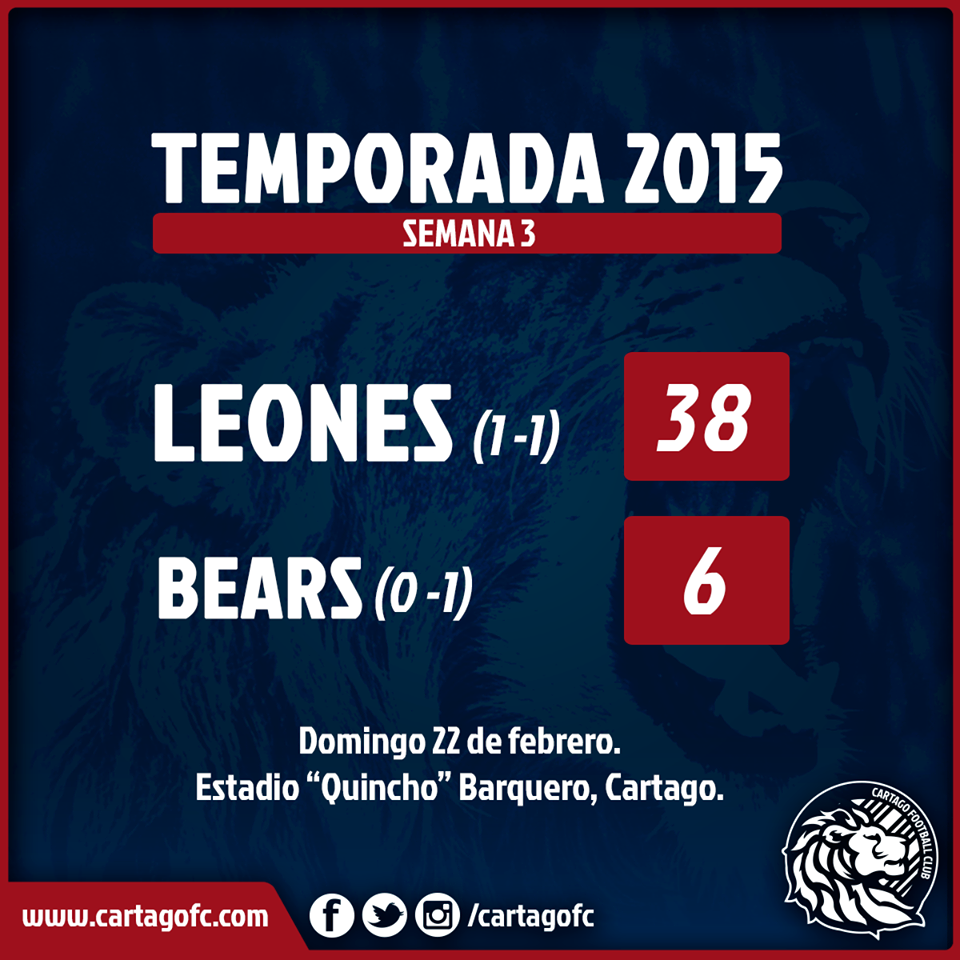 TEMPORADA 2015
SEMANA 3
LEONES (1 -1) 38
BEARS (0 -1) 6
Domingo 22 de febrero.
Estadio “Quincho” Barquero, Cartago.
CARTAGO FOOTBALL CLUB
www.cartagofc.com
/cartagofc